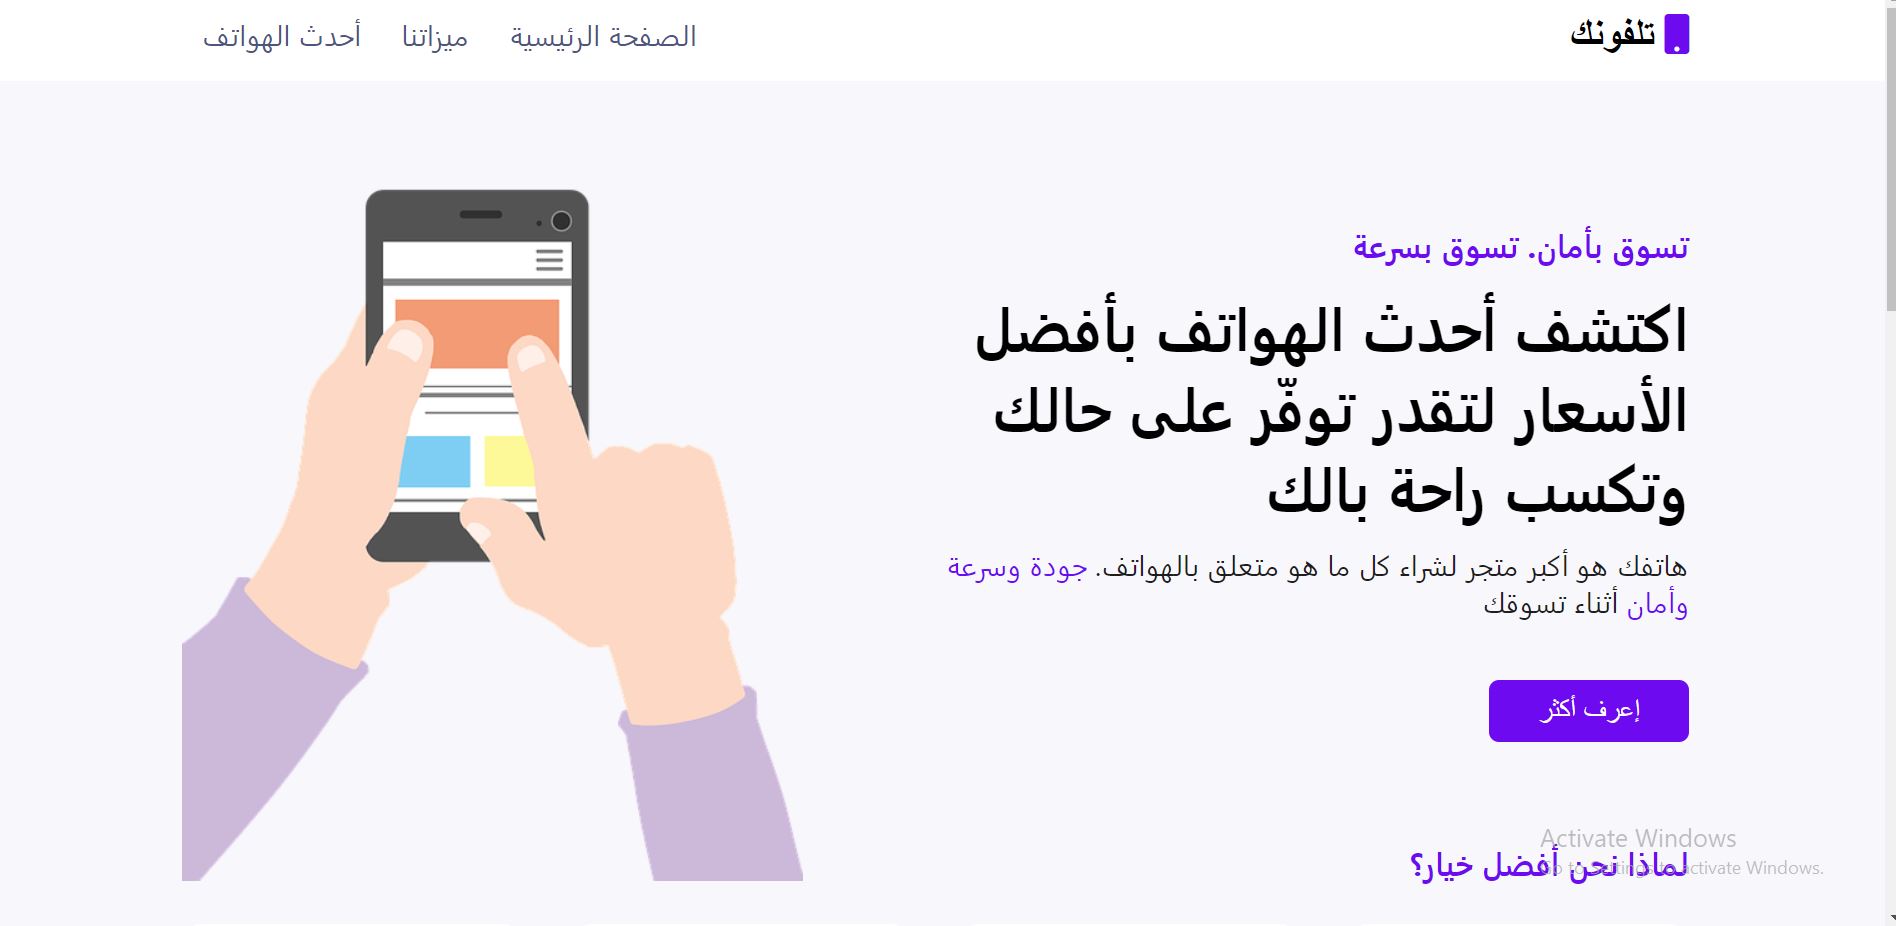 تلفونك
الصفحة الرئيسية
ميزاتنا
أحدث الهواتف
تسوق بأمان. تسوق بسرعة
اكتشف أحدث الهواتف بأفضل
الأسعار لتقدر توفّر على حالك
وتكسب راحة بالك
هاتفك هو أكبر متجر لشراء كل ما هو متعلق بالهواتف. جودة وسرعة
وأمان أثناء تسوقك
إعرف أكثر
لماذا نحن أفضل خيار؟
Activate Windows
Go to Settings to activate Windows.